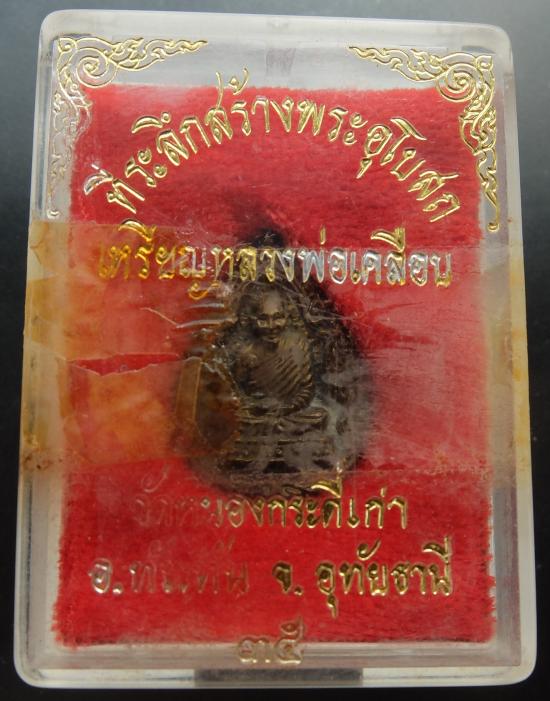 ที่ระลึกสร้างพระอุโบสถ
เหรียญหลวงพ่อเคลือบ
วัดหนองกระดี่เก่า
อ.ทัพทัน จ. อุทัยธานี
๓๕